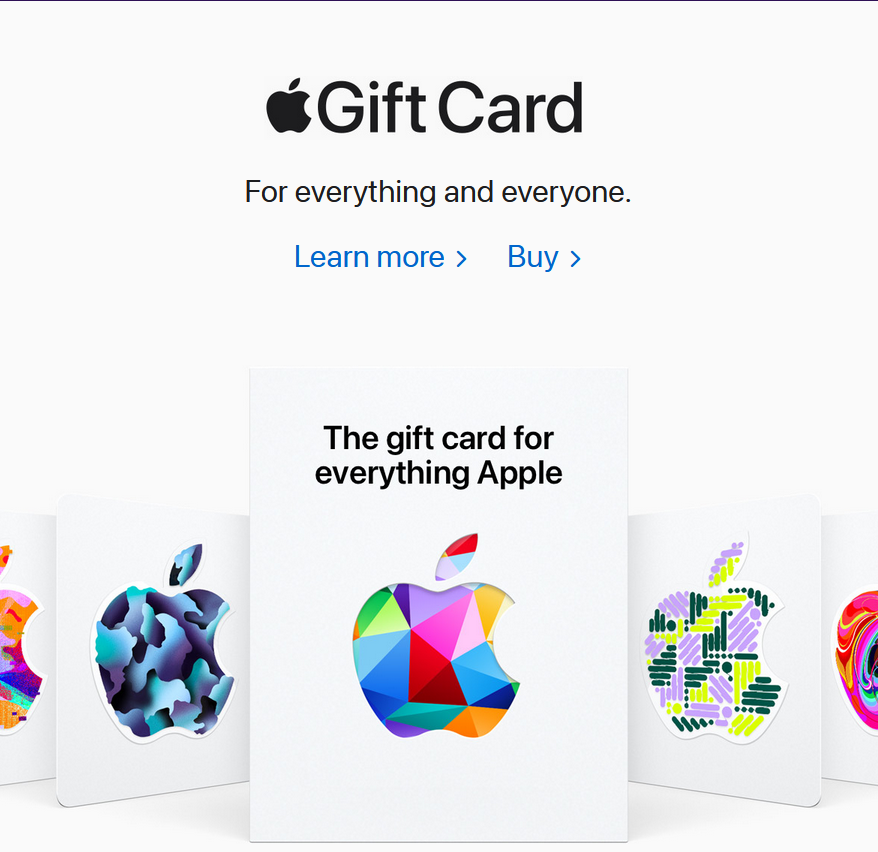 Gift Card
For everything and everyone.
Learn more >
Buy >
The gift card for
everything Apple